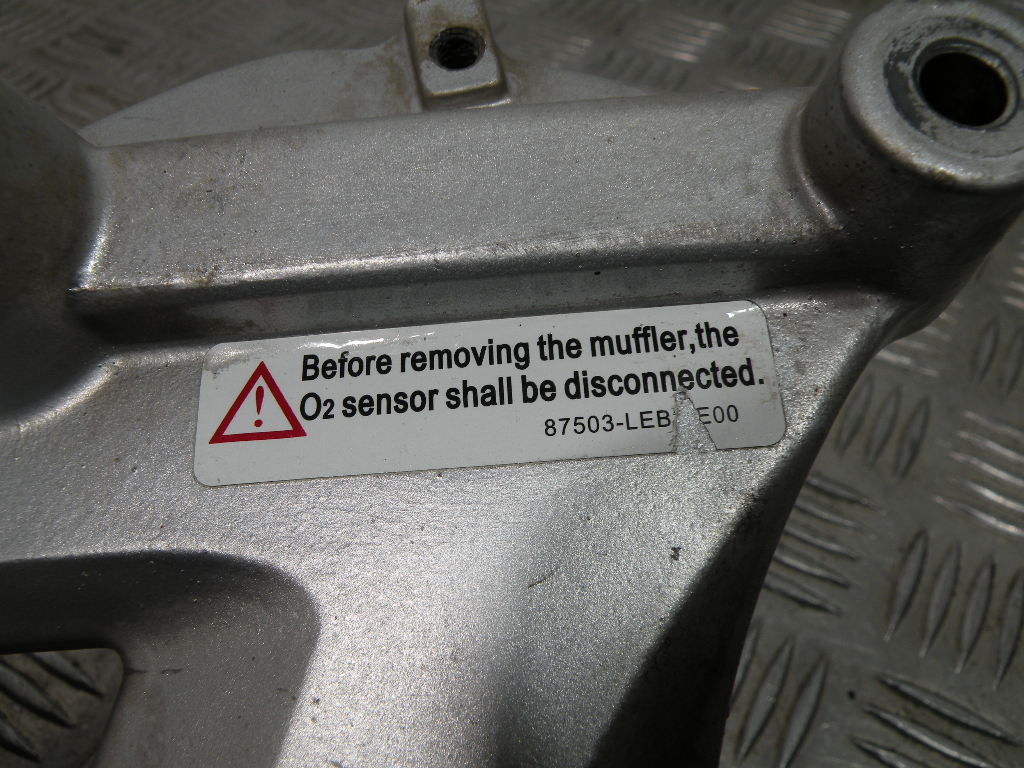 Before removing the muffler,the
O2 sensor shall be disconnected.